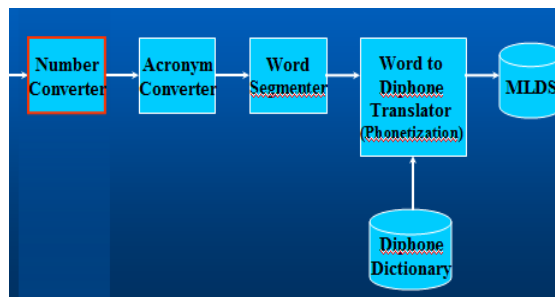 Number
Converter
Acronym
Converter
Word
Segmenter
Word to
Diphone
Translator
(Phonetization)
MLDS
Diphone
Dictionary